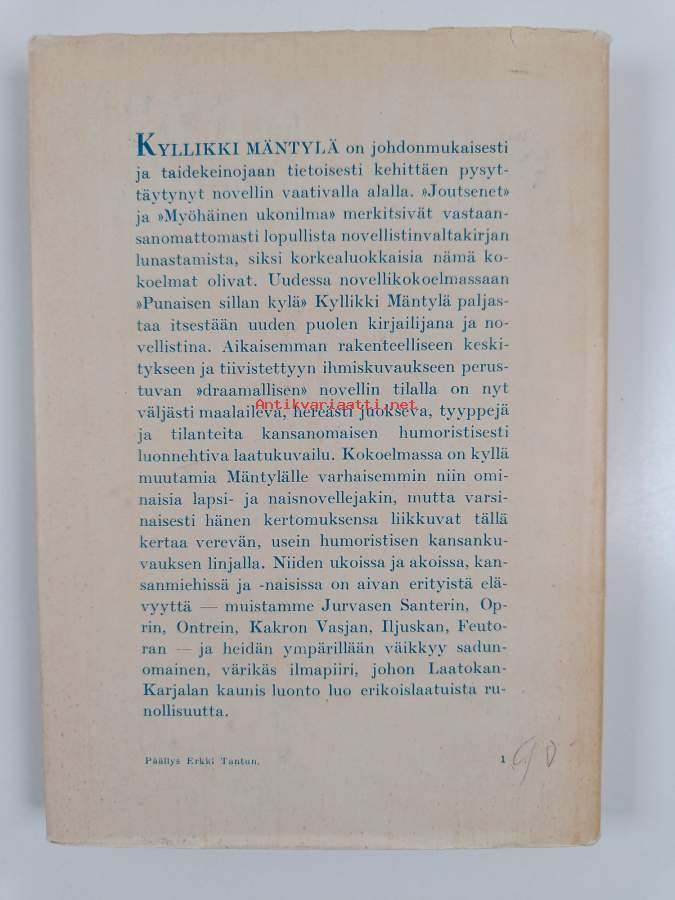 KYLLIKKI MÄNTYLÄ on johdonmukaisesti
ja taidekeinojaan tietoisesti kehittäen pysyt-
täytynyt novellin vaativalla alalla. »Joutsenet»
ja »Myöhäinen ukonilma» merkitsivät vastaan-
sanomattomasti lopullista novellistinvaltakirjan
lunastamista, siksi korkealuokkaisia nämä ko-
koelmat olivat. Uudessa novellikokoelmassaan
»Punaisen sillan kylä» Kyllikki Mäntylä paljas-
taa itsestään uuden puolen kirjailijana ja no-
vellistina. Aikaisemman rakenteelliseen keski-
tykseen ja tiivistettyyn ihmiskuvaukseen perus-
tuvan »draamallisen» novellin tilalla on nyt
Antikvariaatti.net
väljästi maalaileva, hereästi juokseva, tyyppejä
ja tilanteita kansanomaisen humoristisesti
luonnehtiva laatukuvailu. Kokoelmassa on kyllä
muutamia Mäntylälle varhaisemmin niin omi-
naisia lapsi- ja naisnovellejakin, mutta varsi-
naisesti hänen kertomuksensa liikkuvat tällä
kertaa verevän, usein humoristisen kansanku-
vauksen linjalla. Niiden ukoissa ja akoissa, kan-
sanmiehissä ja -naisissa on aivan erityistä elä-
vyyttä — muistamme Jurvasen Santerin, Op-
rin, Ontrein, Kakron Vasjan, Iljuskan, Feuto-
ran — ja heidän ympärillään väikkyy sadun-
omainen, värikäs ilmapiiri, johon Laatokan-
Karjalan kaunis luonto luo erikoislaatuista ru-
nollisuutta.
Päällys Erkki Tantun. 1